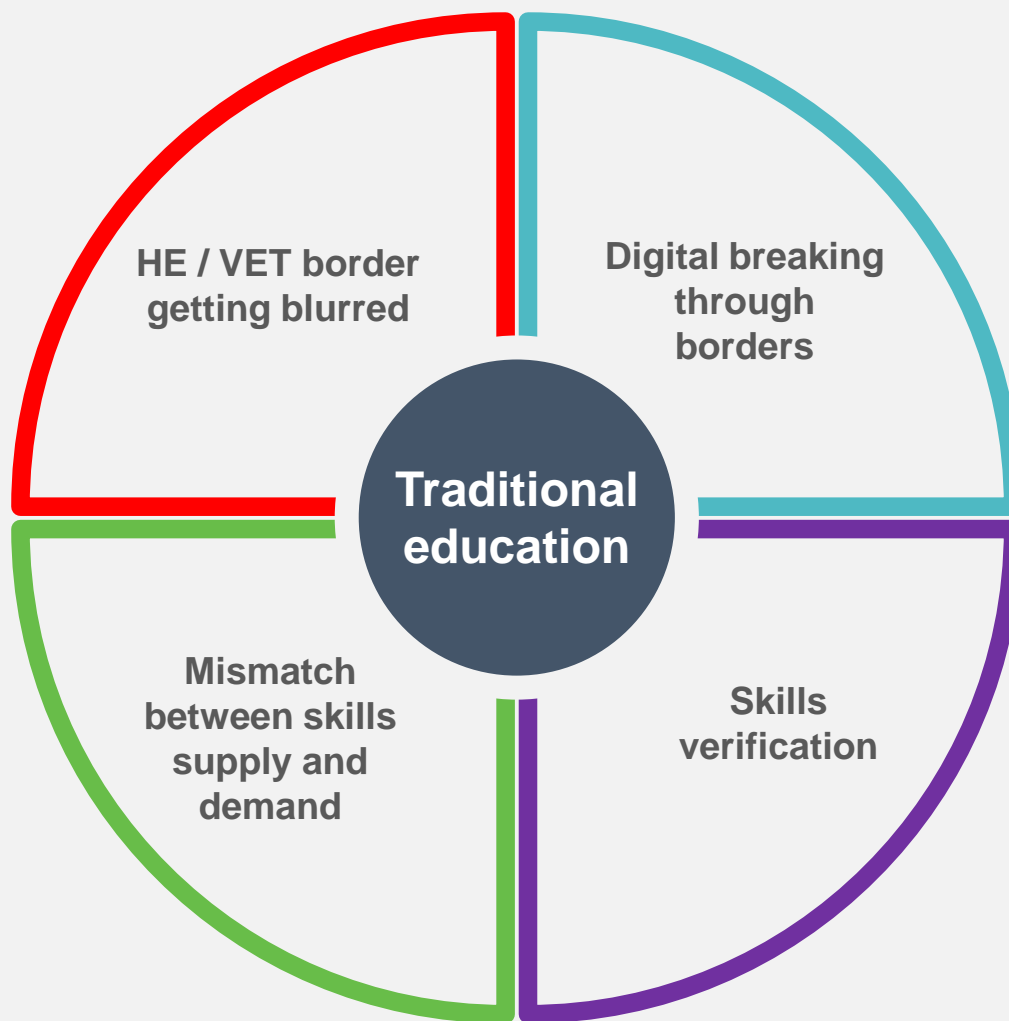 HE / VET border
getting blurred
Digital breaking
through
borders
Traditional
education
Mismatch
between skills
supply and
demand
Skills
verification